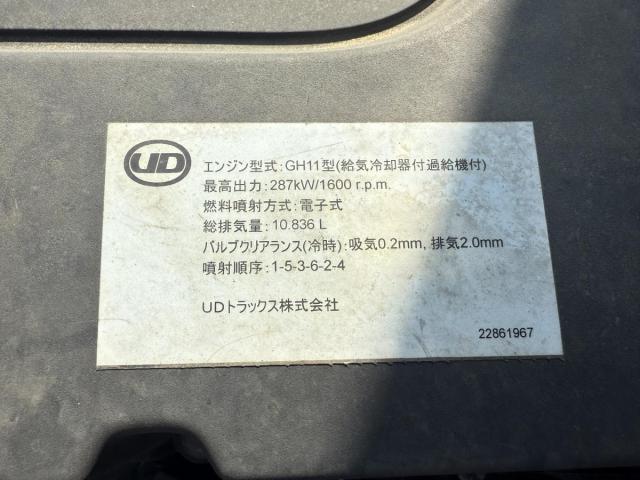 UD
エンジン型式:GH11型(給気冷却器付過給機付)
最高出力:287kW/1600 r.p.m.
燃料噴射方式:電子式
総排気量:10.836 L
バルブクリアランス(冷時):吸気0.2mm, 排気2.0mm
噴射順序:1-5-3-6-2-4
UDトラックス株式会社
22861967